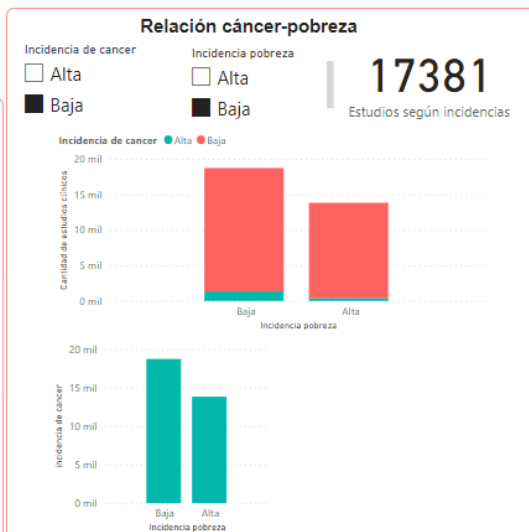 Relación cáncer-pobreza
Incidencia de cancer
Alta
Baja
Incidencia pobreza
Alta
Baja
17381
Estudios según incidencias
Incidencia de cancer Alta Baja
Cantidad de estudios clínicos
20 mil
15 mil
10 mil
5 mil
0 mil
Baja Alta
Incidencia pobreza
incidencia de cancer
20 mil
15 mil
10 mil
5 mil
0 mil
Baja Alta
Incidencia pobreza